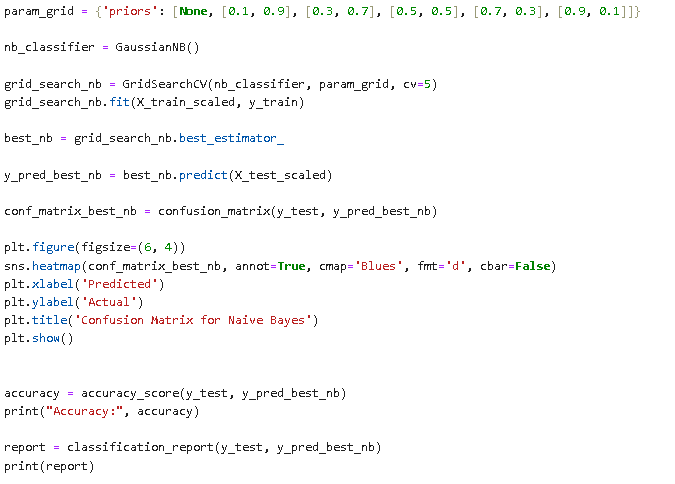 param_grid = {'priors': [None, [0.1, 0.9], [0.3, 0.7], [0.5, 0.5], [0.7, 0.3], [0.9, 0.1]]}
nb_classifier = GaussianNB()
grid_search_nb = GridSearchCV(nb_classifier, param_grid, cv=5)
grid_search_nb.fit(X_train_scaled, y_train)
best_nb = grid_search_nb.best_estimator_
y_pred_best_nb = best_nb.predict(X_test_scaled)
conf_matrix_best_nb = confusion_matrix(y_test, y_pred_best_nb)
plt.figure(figsize=(6, 4))
sns.heatmap(conf_matrix_best_nb, annot=True, cmap='Blues', fmt='d', cbar=False)
plt.xlabel('Predicted')
plt.ylabel('Actual')
plt.title('Confusion Matrix for Naive Bayes')
plt.show()
accuracy = accuracy_score(y_test, y_pred_best_nb)
print("Accuracy:", accuracy)
report = classification_report(y_test, y_pred_best_nb)
print(report)